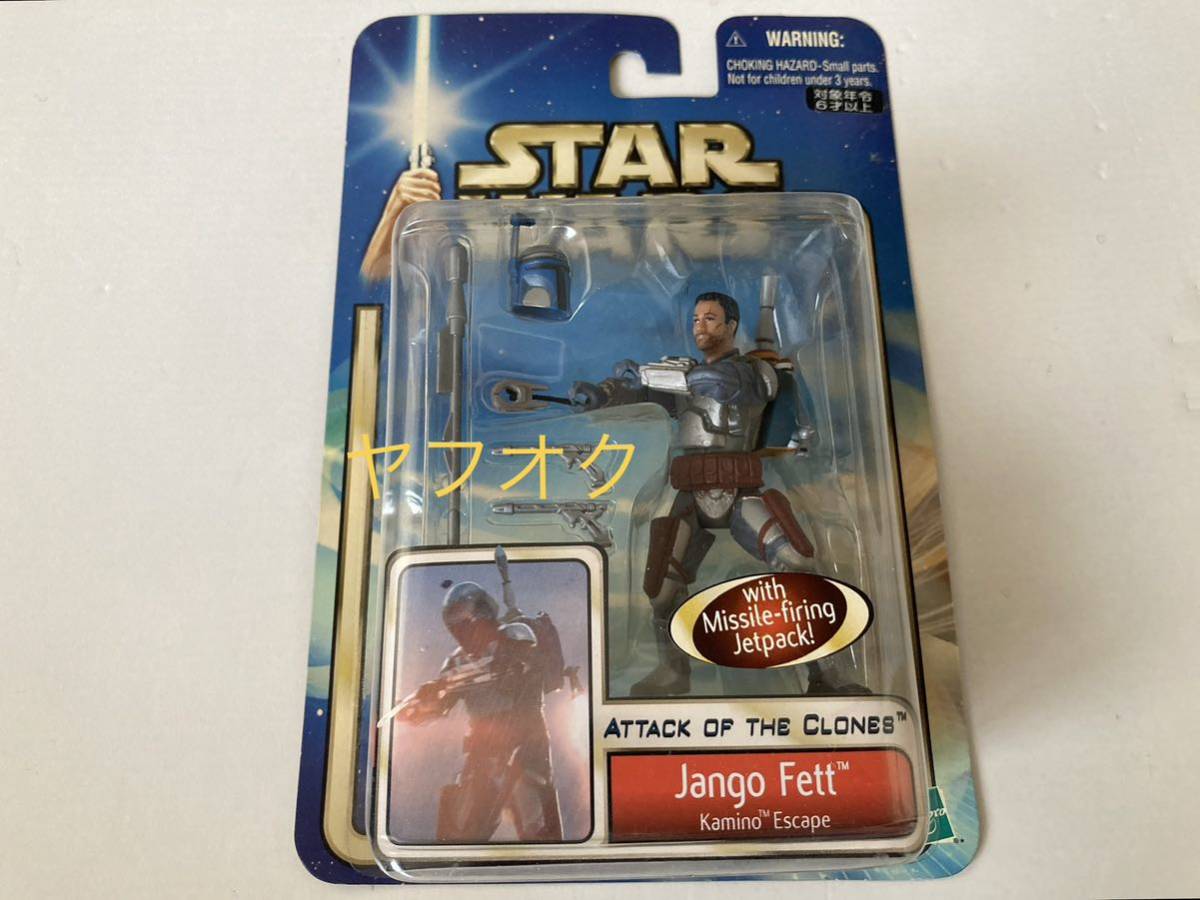 WARNING:
CHOKING HAZARD-Small parts.
Not for children under 3 years.
対象年令
6才以上
STAR
ヤフオク
with
Missile-firing
Jetpack!
ATTACK OF THE CLONES™
Jango Fett™
Kamino™ Escape